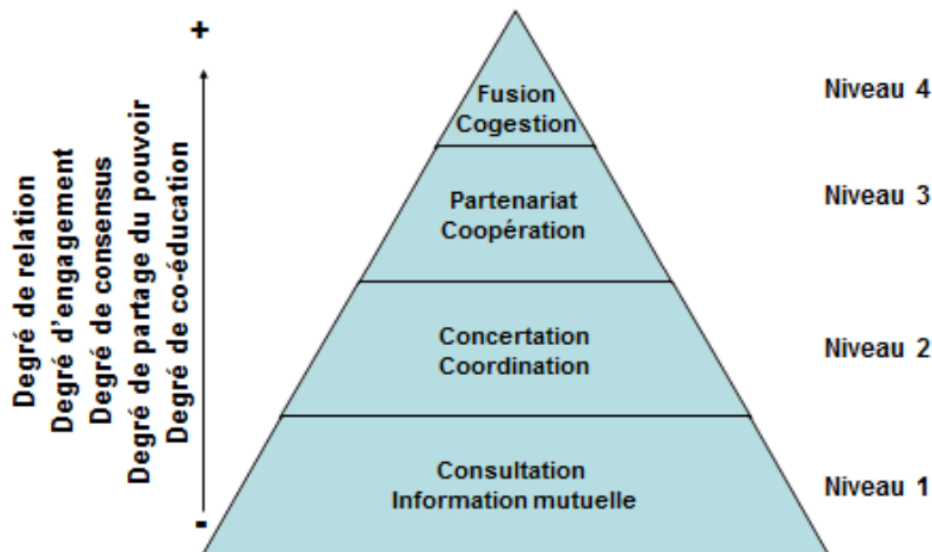 +
Degré de relation
Degré d'engagement
Degré de consensus
Degré de partage du pouvoir
Degré de co-éducation
-
Fusion
Cogestion
Niveau 4
Partenariat
Coopération
Niveau 3
Concertation
Coordination
Niveau 2
Consultation
Information mutuelle
Niveau 1